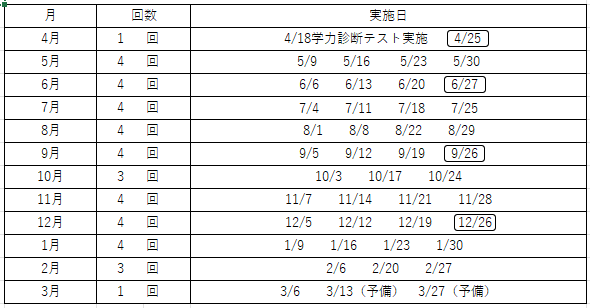 月 回数 実施日
4月 1 回 4/18学力診断テスト実施 4/25
5月 4 回 5/9 5/16 5/23 5/30
6月 4 回 6/6 6/13 6/20 6/27
7月 4 回 7/4 7/11 7/18 7/25
8月 4 回 8/1 8/8 8/22 8/29
9月 4 回 9/5 9/12 9/19 9/26
10月 3 回 10/3 10/17 10/24
11月 4 回 11/7 11/14 11/21 11/28
12月 4 回 12/5 12/12 12/19 12/26
1月 4 回 1/9 1/16 1/23 1/30
2月 3 回 2/6 2/20 2/27
3月 1 回 3/6 3/13（予備） 3/27（予備）